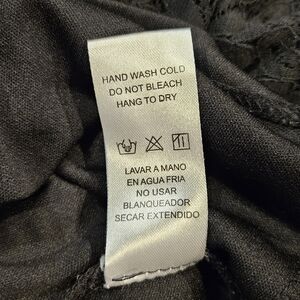 HAND WASH COLD
DO NOT BLEACH
HANG TO DRY
LAVAR A MANO
EN AGUA FRIA
NO USAR
BLANQUEADOR
SECAR EXTENDIDO